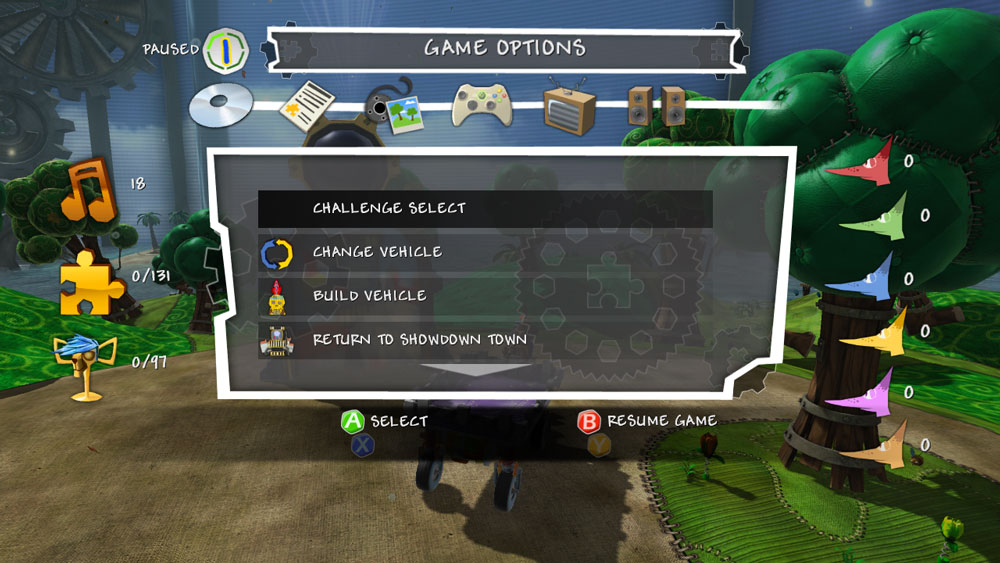 PAUSED
GAME OPTIONS
18
0/131
0/97
CHALLENGE SELECT
CHANGE VEHICLE
BUILD VEHICLE
RETURN TO SHOWDOWN TOWN
A SELECT
X
B RESUME GAME
Y
0
0
0
0
0
0